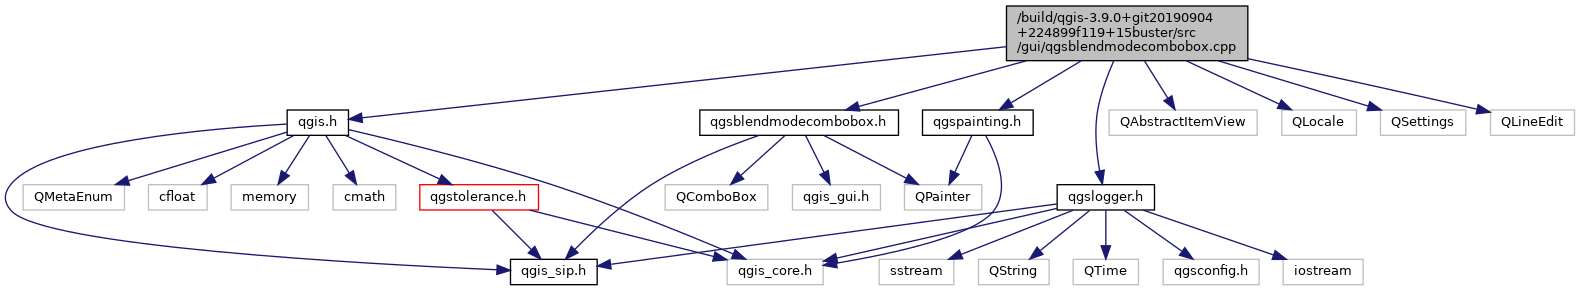 /build/qgis-3.9.0+git20190904
+224899f119+15buster/src
/gui/qgsblendmodecombobox.cpp
qgis.h
qgsblendmodecombobox.h
qgspainting.h
QAbstractItemView
QLocale
QSettings
QLineEdit
QMetaEnum
cfloat
memory
cmath
qgstolerance.h
QComboBox
qgis_gui.h
QPainter
qgslogger.h
qgis_sip.h
qgis_core.h
sstream
QString
QTime
qgsconfig.h
iostream